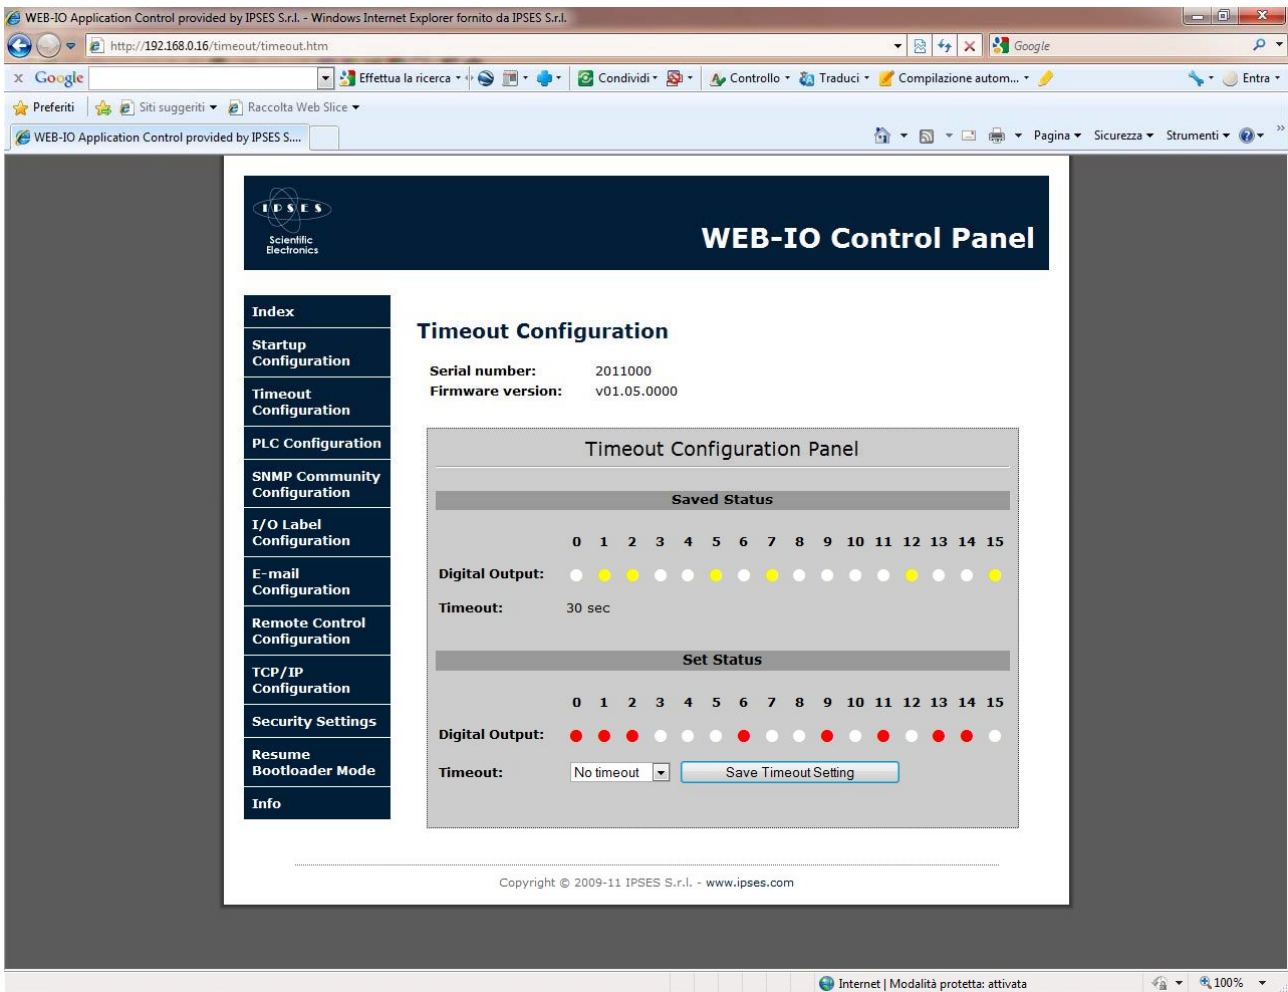 WEB-IO Application Control provided by IPSES S.r.l. - Windows Internet Explorer fornito da IPSES S.r.l.
http://192.168.0.16/timeout/timeout.htm
Google
x Google Effettua la ricerca Condividi Controllo Traduci Compilazione autom... Entra
Preferiti Siti suggeriti Raccolta Web Slice
WEB-IO Application Control provided by IPSES S.... Pagina Sicurezza Strumenti
IPSES
Scientific
Electronics
WEB-IO Control Panel
Index
Startup
Configuration
Timeout
Configuration
PLC Configuration
SNMP Community
Configuration
I/O Label
Configuration
E-mail
Configuration
Remote Control
Configuration
TCP/IP
Configuration
Security Settings
Resume
Bootloader Mode
Info
Timeout Configuration
Serial number: 2011000
Firmware version: v01.05.0000
Timeout Configuration Panel
Saved Status
0 1 2 3 4 5 6 7 8 9 10 11 12 13 14 15
Digital Output:
Timeout: 30 sec
Set Status
0 1 2 3 4 5 6 7 8 9 10 11 12 13 14 15
Digital Output:
Timeout: No timeout Save Timeout Setting
Copyright © 2009-11 IPSES S.r.l. - www.ipses.com
Internet | Modalità protetta: attivata 100%